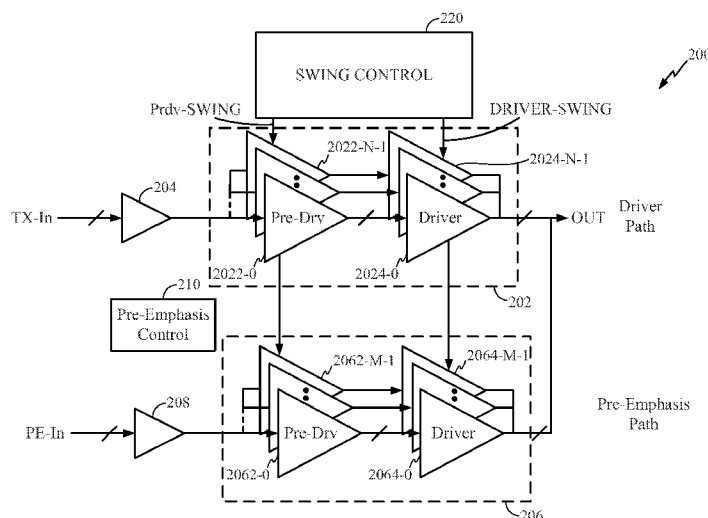 220
200
SWING CONTROL
Prdv-SWING
DRIVER-SWING
2022-N-1
2024-N-1
204
TX-In
Pre-Drv
Driver
OUT
Driver
Path
2022-0
2024-0
202
210
Pre-Emphasis
Control
2062-M-1
2064-M-1
208
PE-In
Pre-Drv
Driver
Pre-Emphasis
Path
2062-0
2064-0
206